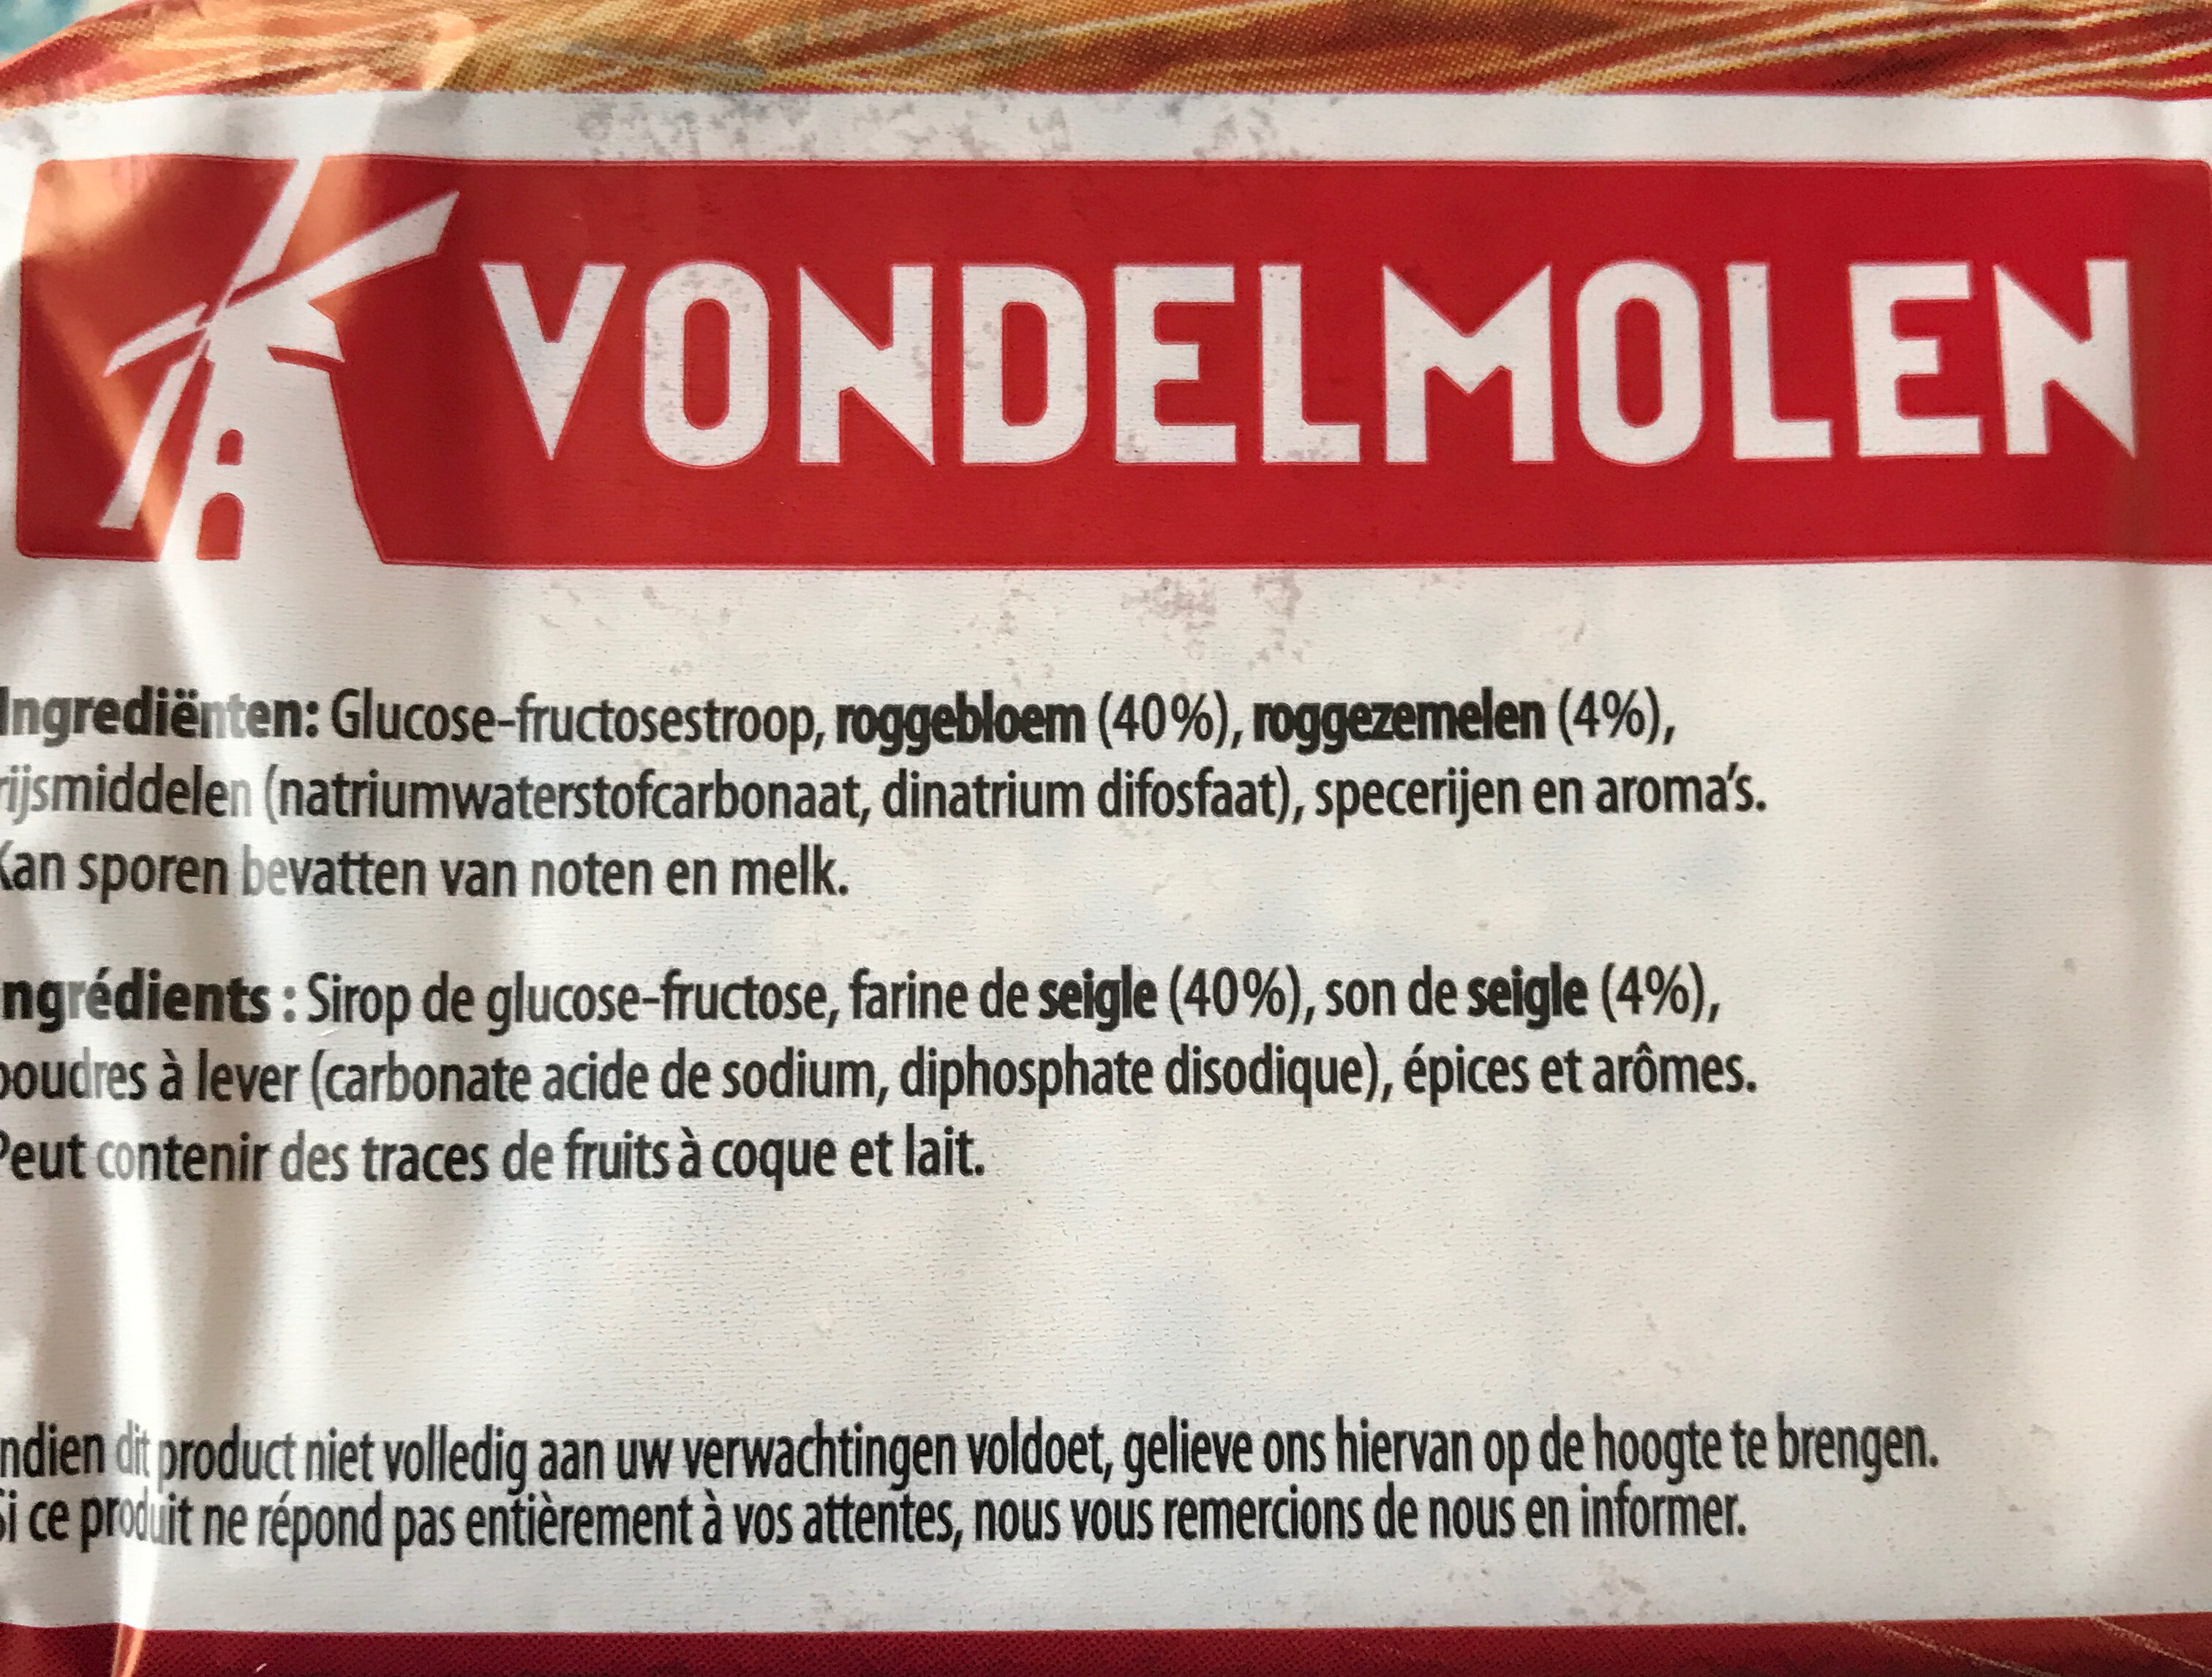 VONDELMOLEN
Ingrediënten: Glucose-fructosestroop, roggebloem (40%), roggezemelen (4%),
rijsmiddelen (natriumwaterstofcarbonaat, dinatrium difosfaat), specerijen en aroma's.
Kan sporen bevatten van noten en melk.
Ingrédients : Sirop de glucose-fructose, farine de seigle (40%), son de seigle (4%),
poudres à lever (carbonate acide de sodium, diphosphate disodique), épices et arômes.
Peut contenir des traces de fruits à coque et lait.
Indien dit product niet volledig aan uw verwachtingen voldoet, gelieve ons hiervan op de hoogte te brengen.
Si ce produit ne répond pas entièrement à vos attentes, nous vous remercions de nous en informer.